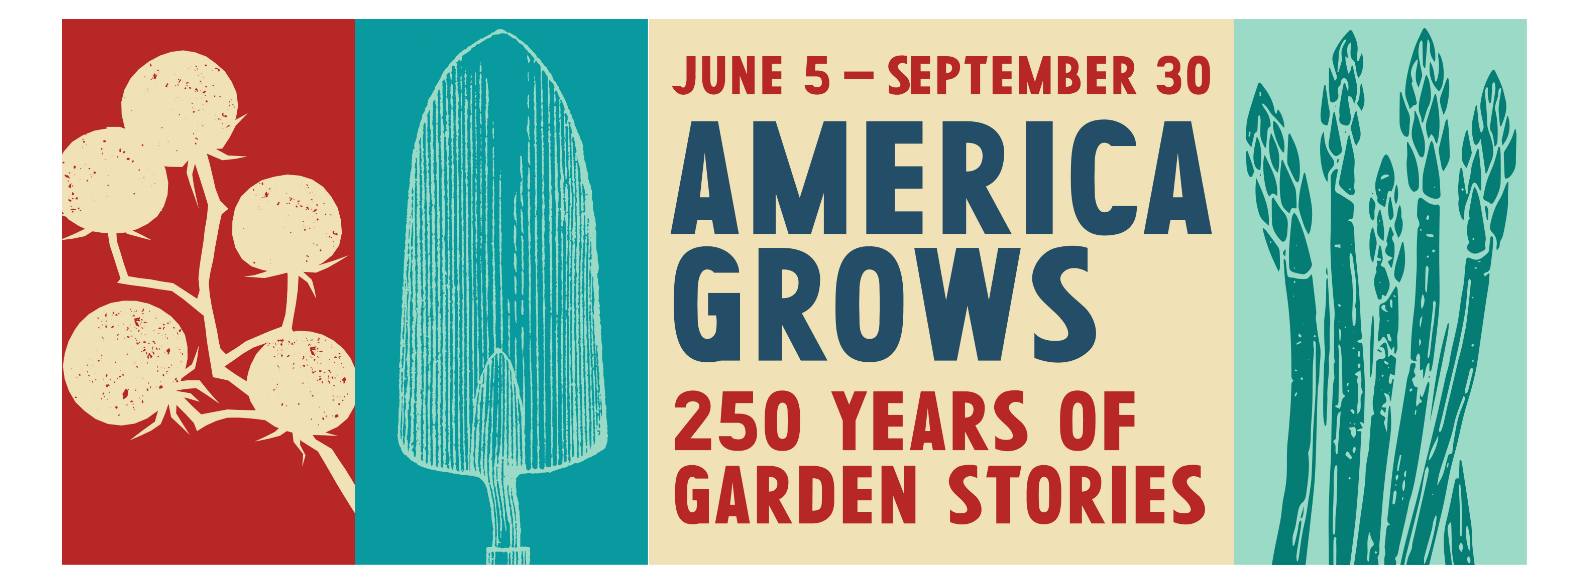 JUNE 5 – SEPTEMBER 30
AMERICA
GROWS
250 YEARS OF
GARDEN STORIES